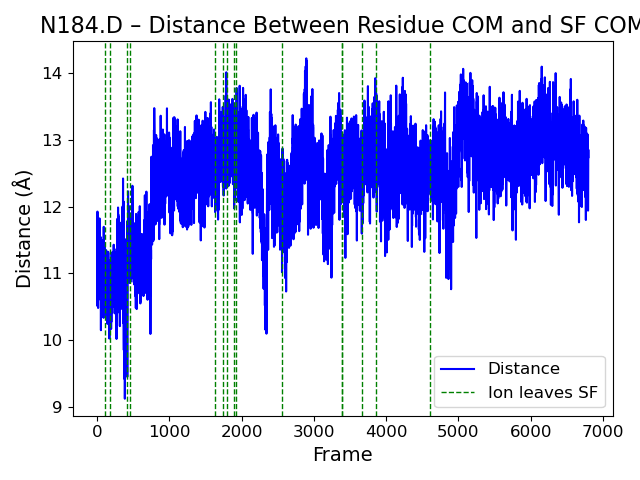 N184.D – Distance Between Residue COM and SF COM
14
13
12
11
10
9
Distance (Å)
Distance
Ion leaves SF
0 1000 2000 3000 4000 5000 6000 7000
Frame